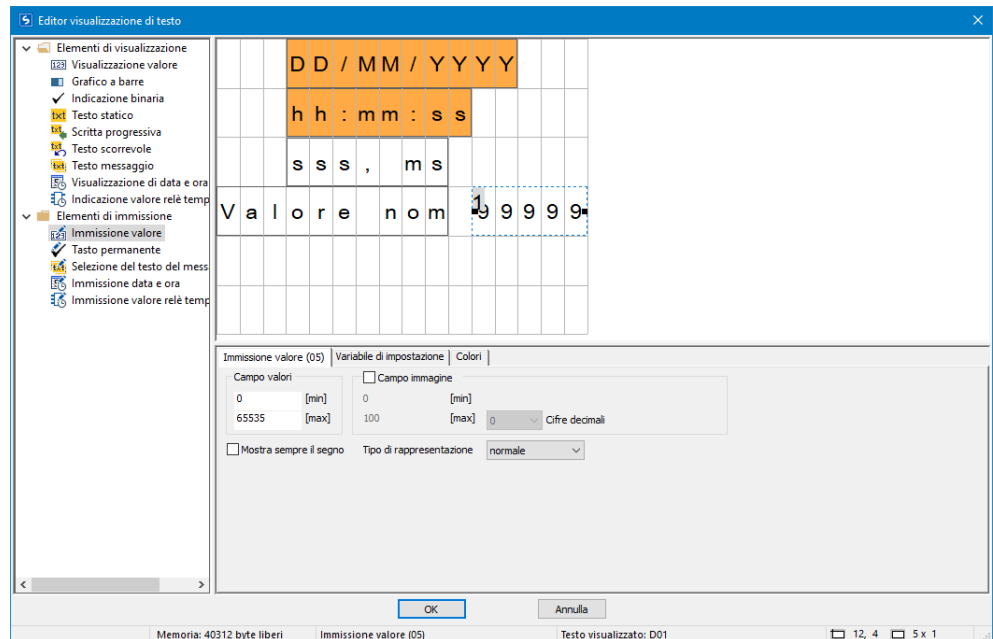 Editor visualizzazione di testo
Elementi di visualizzazione
Visualizzazione valore
Grafico a barre
Indicazione binaria
Testo statico
Scritta progressiva
Testo scorrevole
Testo messaggio
Visualizzazione di data e ora
Indicazione valore relè temp
Elementi di immissione
Immissione valore
Tasto permanente
Selezione del testo del mess
Immissione data e ora
Immissione valore relè temp
DD/MM/YYYY
hh:mm:ss
sss, ms
Valore nom 99999
1
Immissione valore (05) Variabile di impostazione Colori
Campo valori Campo immagine
0 [min] 0 [min]
65535 [max] 100 [max] 0 Cifre decimali
Mostra sempre il segno Tipo di rappresentazione normale
OK Annulla
Memoria: 40312 byte liberi Immissione valore (05) Testo visualizzato: D01 12, 4 5 x 1